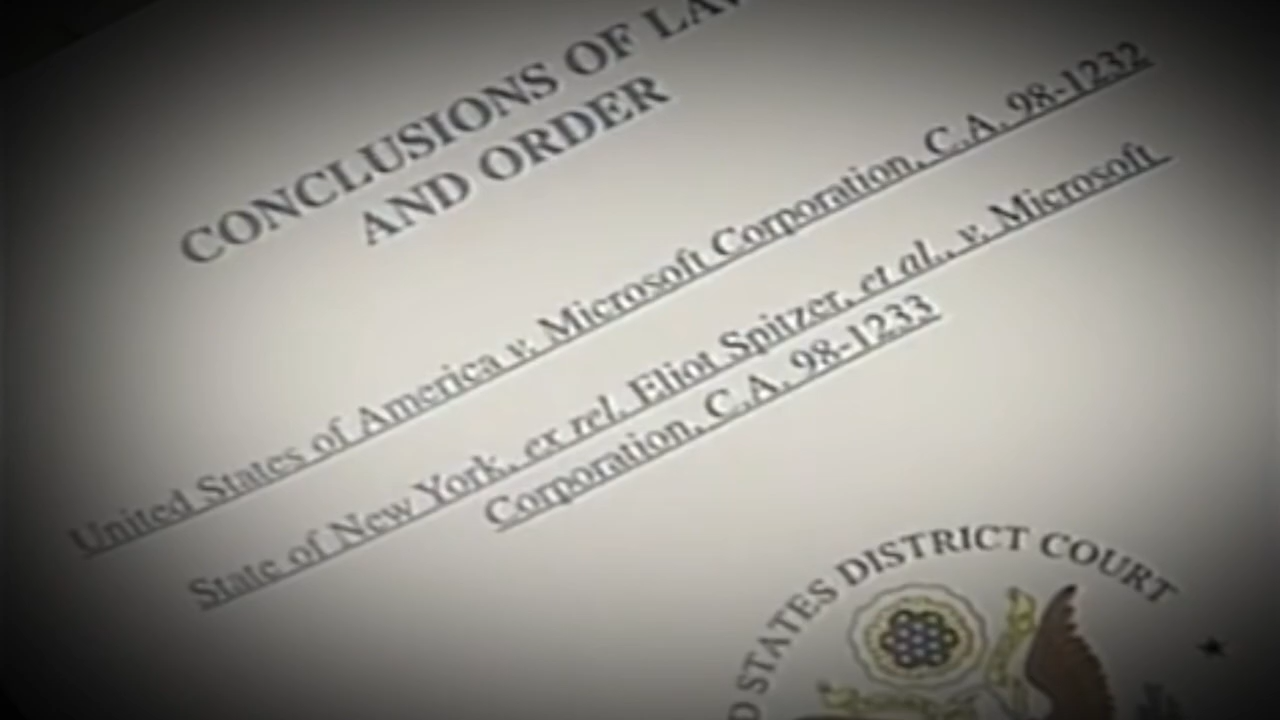 CONCLUSIONS OF LAW
AND ORDER
United States of America v. Microsoft Corporation, C.A. 98-1232
State of New York, ex rel. Eliot Spitzer, et al., v. Microsoft
Corporation, C.A. 98-1233
D STATES DISTRICT COURT